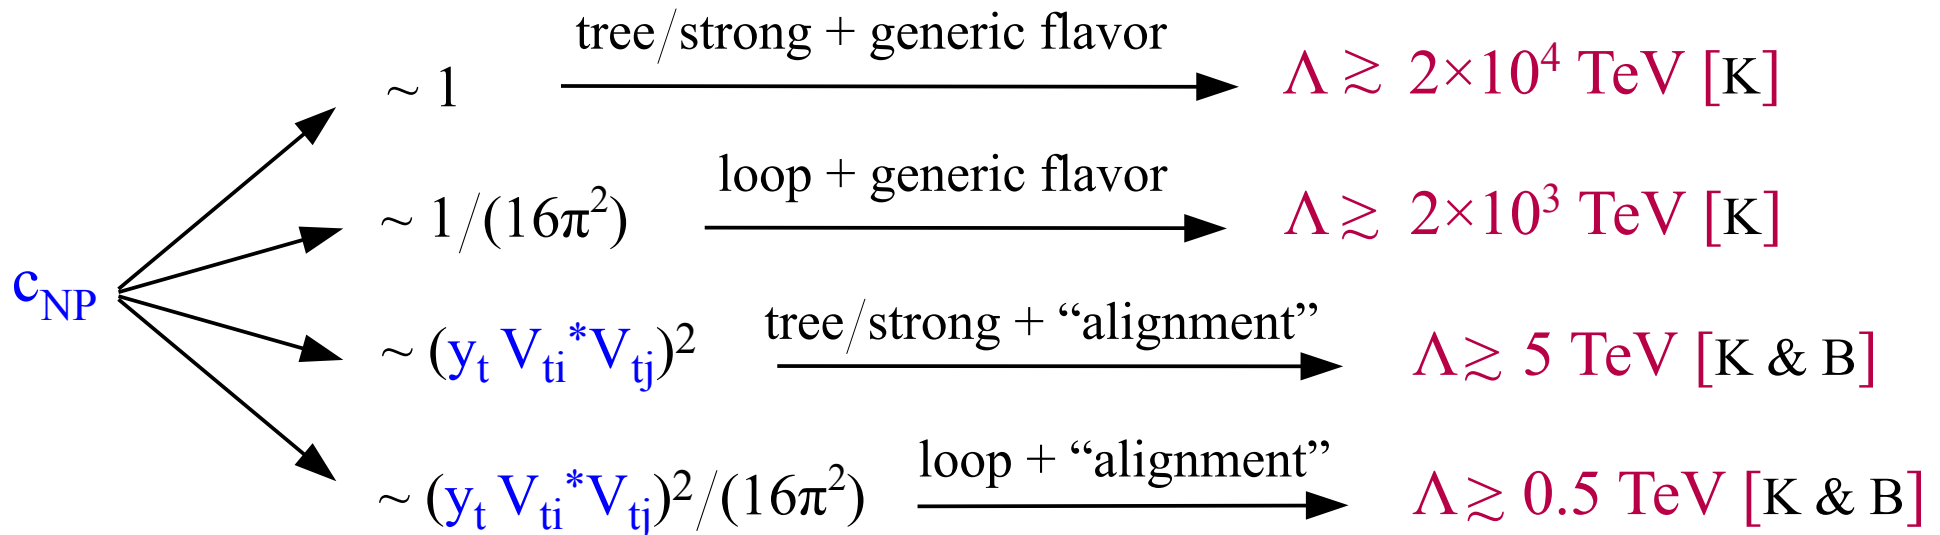 tree/strong + generic flavor
~ 1 Λ ≳ 2×10⁴ TeV [K]
loop + generic flavor
~ 1/(16π²) Λ ≳ 2×10³ TeV [K]
c_NP
tree/strong + “alignment”
~ (y_t V_ti*V_tj)² Λ ≳ 5 TeV [K & B]
loop + “alignment”
~ (y_t V_ti*V_tj)²/(16π²) Λ ≳ 0.5 TeV [K & B]